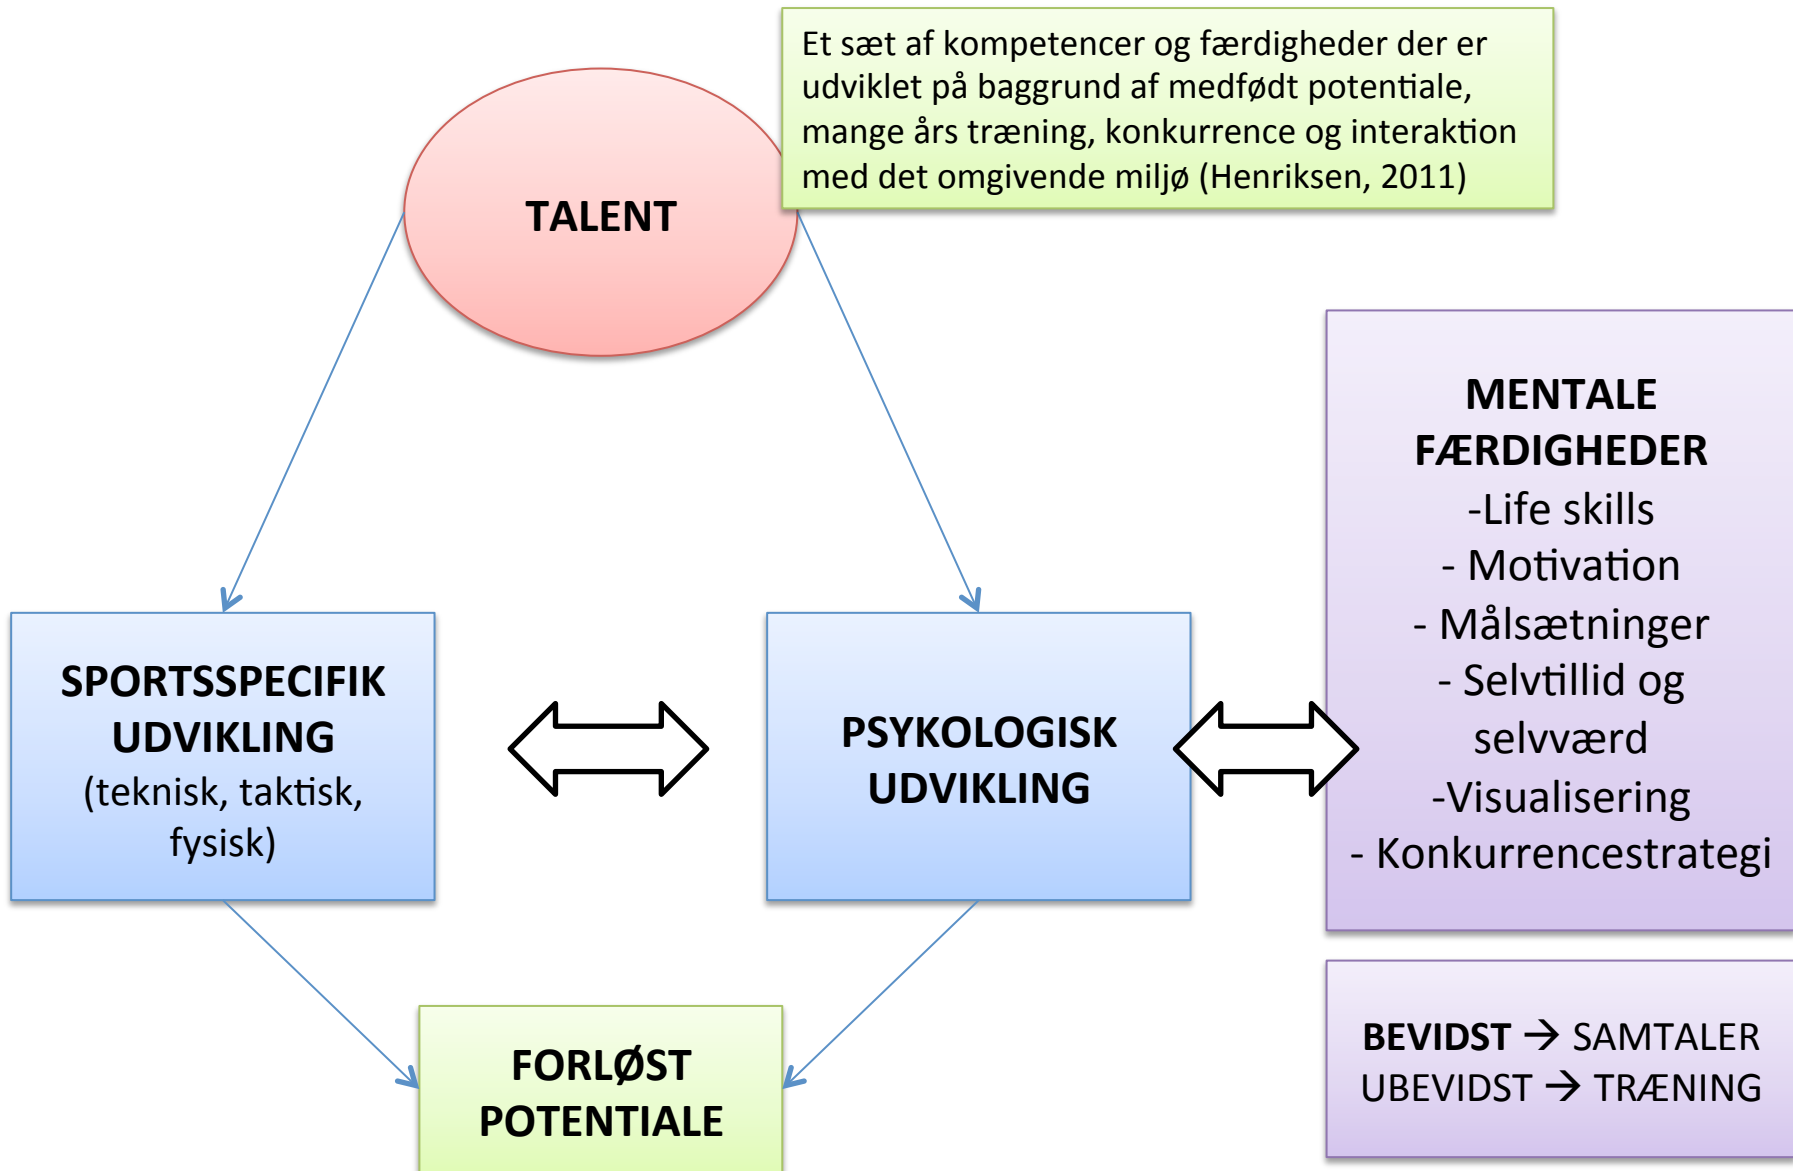 Et sæt af kompetencer og færdigheder der er
udviklet på baggrund af medfødt potentiale,
mange års træning, konkurrence og interaktion
med det omgivende miljø (Henriksen, 2011)
TALENT
SPORTSSPECIFIK
UDVIKLING
(teknisk, taktisk,
fysisk)
PSYKOLOGISK
UDVIKLING
MENTALE
FÆRDIGHEDER
-Life skills
- Motivation
- Målsætninger
- Selvtillid og
selvværd
-Visualisering
- Konkurrencestrategi
FORLØST
POTENTIALE
BEVIDST → SAMTALER
UBEVIDST → TRÆNING